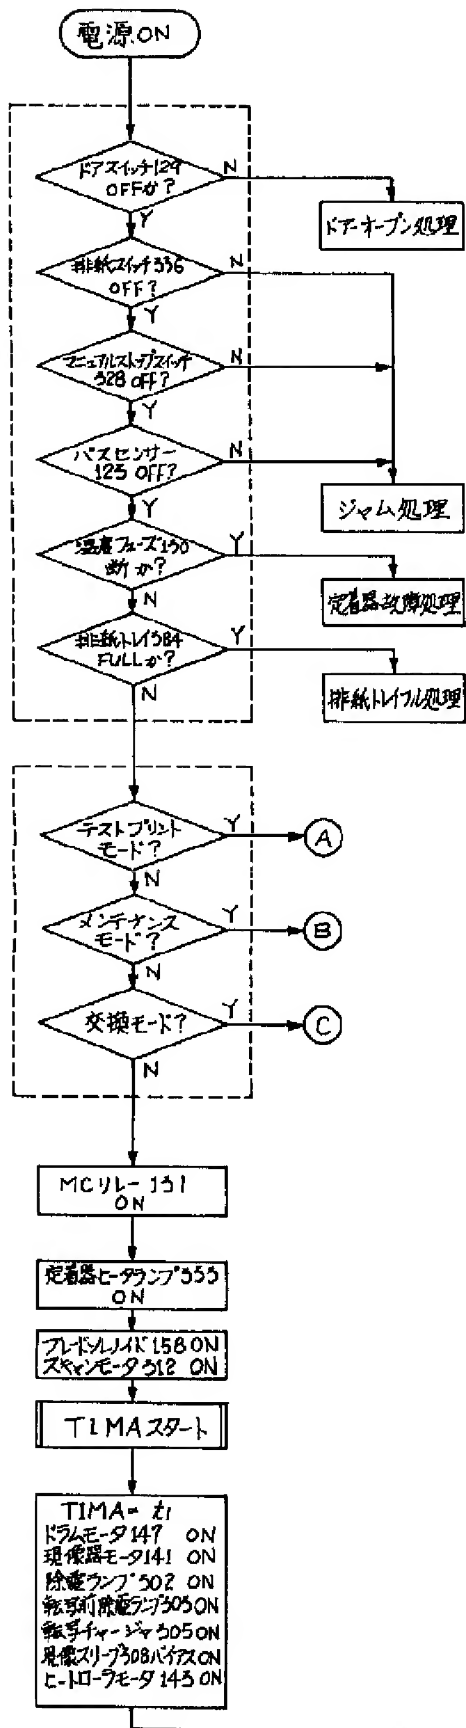 電源ON
ドアスイッチ129
OFFか?
N
Y
ドアーオープン処理
排紙スイッチ336
OFF?
N
Y
マニュアルストップスイッチ
328 OFF?
N
Y
パスセンサー
123 OFF?
N
Y
ジャム処理
温度フューズ130
断か?
Y
N
定着器故障処理
排紙トレイ384
FULLか?
Y
N
排紙トレイフル処理
テストプリント
モード?
Y
A
N
メンテナンス
モード?
Y
B
N
交換モード?
Y
C
N
MCリレー131
ON
定着器ヒータランプ353
ON
ブレードソレノイド158 ON
スキャンモータ312 ON
TIMAスタート
TIMA= t1
ドラムモータ147 ON
現像器モータ141 ON
除電ランプ302 ON
転写前除電ランプ303 ON
転写チャージャ305 ON
現像スリーブ308バイアスON
ヒートローラモータ143 ON